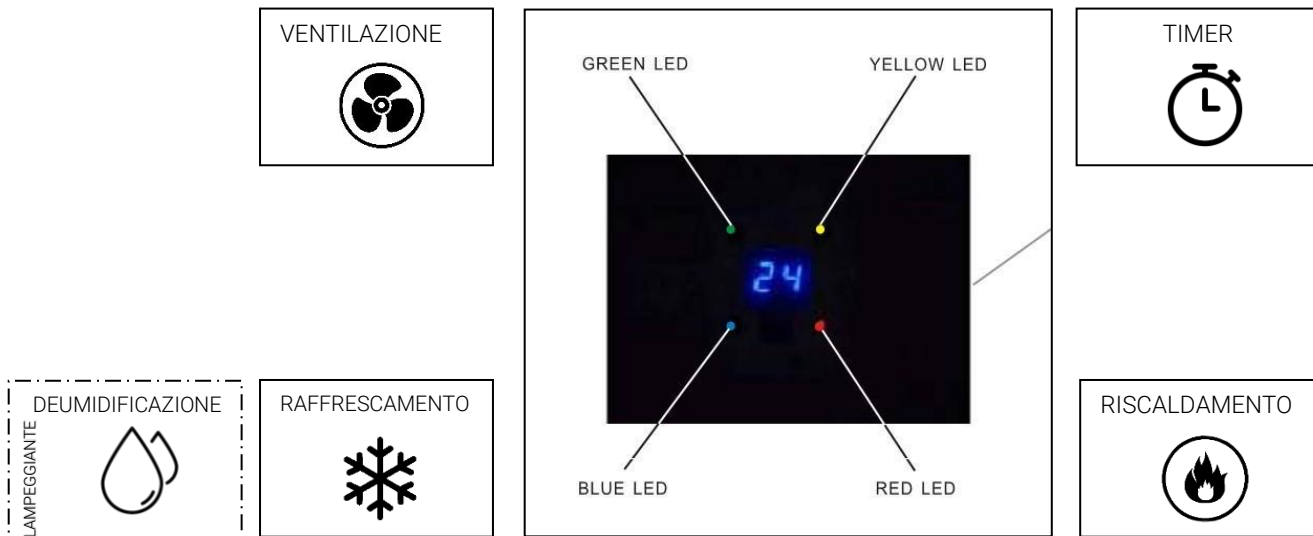 VENTILAZIONE
GREEN LED
YELLOW LED
TIMER
24
DEUMIDIFICAZIONE
LAMPEGGIANTE
RAFFRESCAMENTO
BLUE LED
RED LED
RISCALDAMENTO